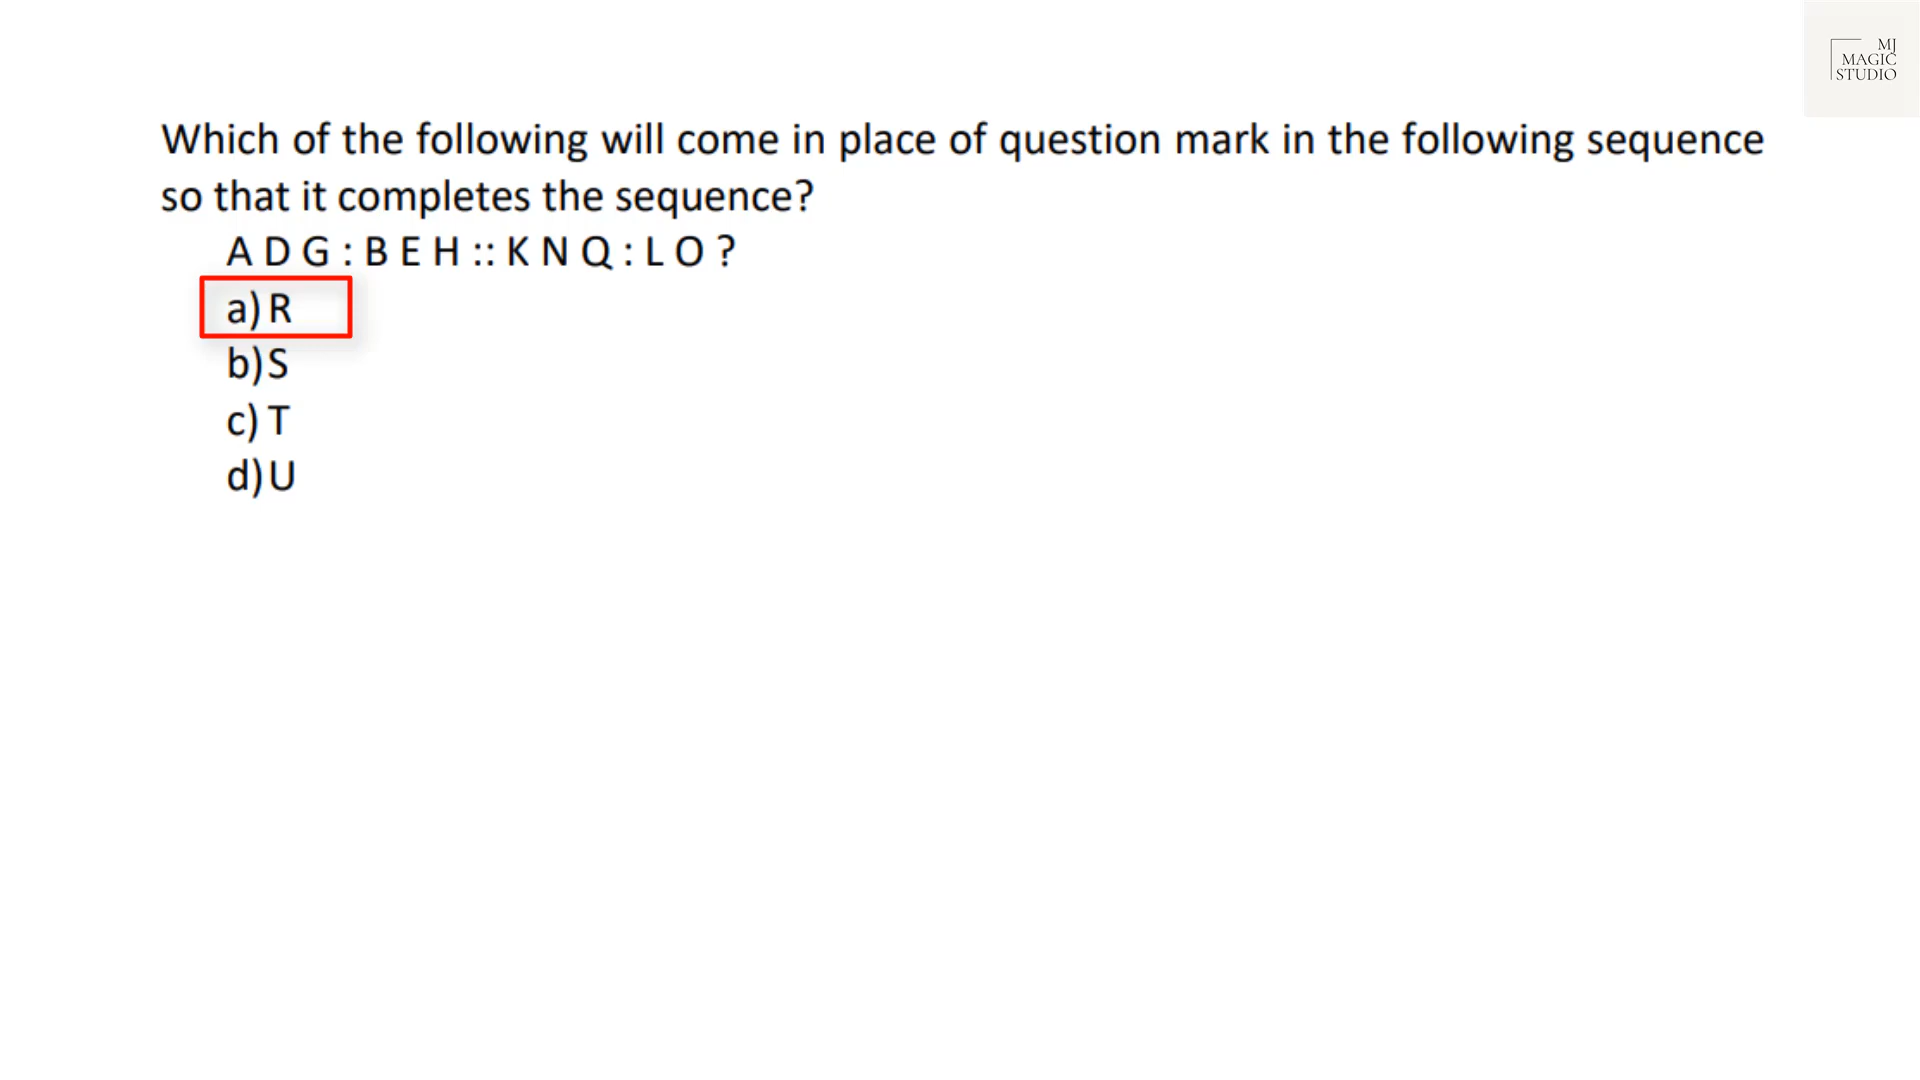 MJ
MAGIC
STUDIO
Which of the following will come in place of question mark in the following sequence
so that it completes the sequence?
A D G : B E H :: K N Q : L O ?
a) R
b) S
c) T
d) U